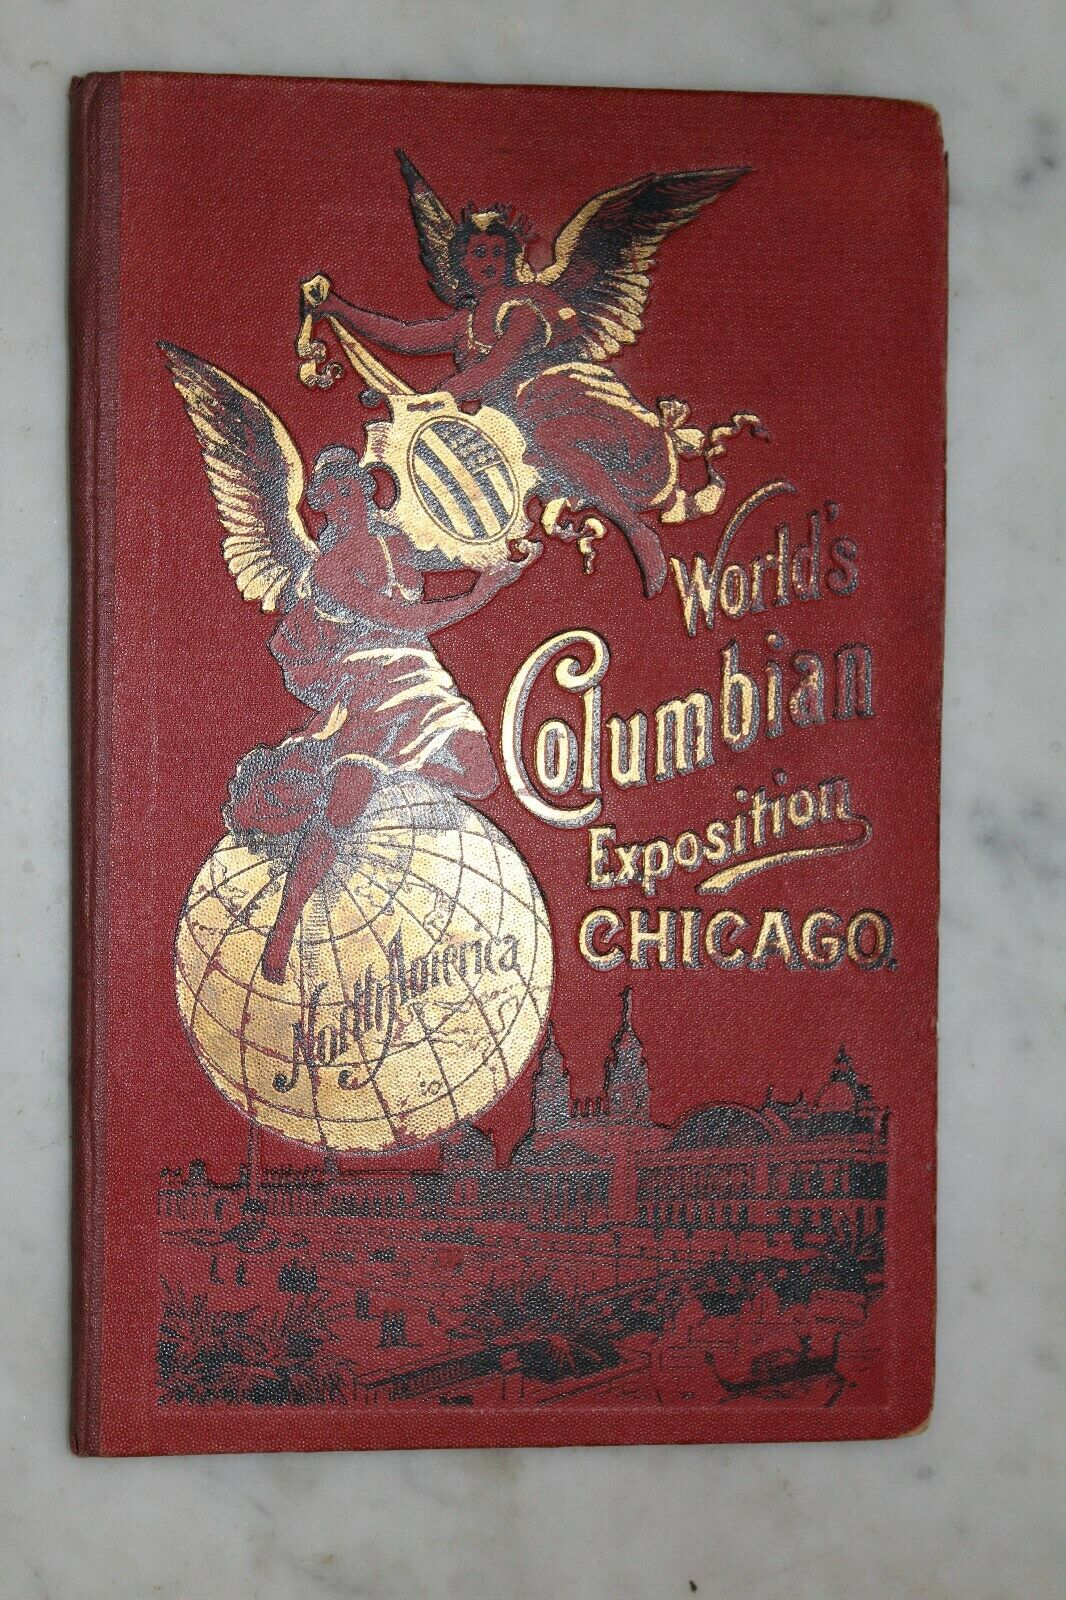 World's
Columbian
Exposition
CHICAGO.
North America